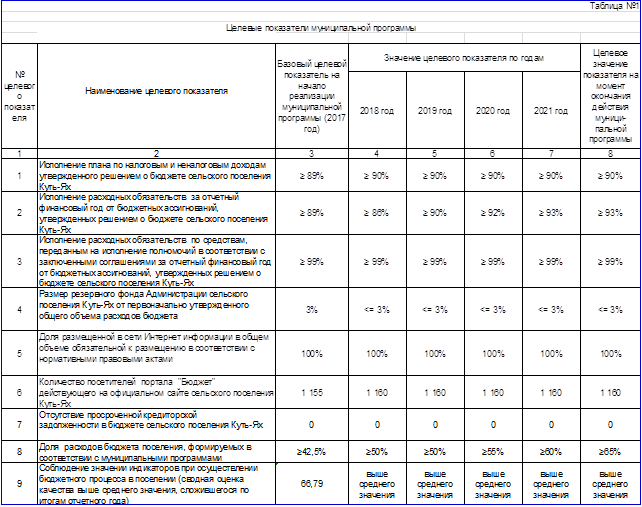 Таблица №1
Целевые показатели муниципальной программы
№ целевого показателя
Наименование целевого показателя
Базовый целевой показатель на начало реализации муниципальной программы (2017 год)
Значение целевого показателя по годам
Целевое значение показателя на момент окончания действия муници-пальной программы
2018 год
2019 год
2020 год
2021 год
1 2 3 4 5 6 7 8
1
Исполнение плана по налоговым и неналоговым доходам
утвержденного решением о бюджете сельского поселения
Куть-Ях
≥ 89% ≥ 90% ≥ 90% ≥ 90% ≥ 90% ≥ 90%
2
Исполнение расходных обязательств за отчетный
финансовый год от бюджетных ассигнований,
утвержденных решением о бюджете сельского поселения
Куть-Ях
≥ 89% ≥ 86% ≥ 90% ≥ 92% ≥ 93% ≥ 93%
3
Исполнение расходных обязательств по средствам,
переданным на исполнение полномочий в соответствии с
заключенными соглашениями за отчетный финансовый год
от бюджетных ассигнований, утвержденных решением о
бюджете сельского поселения Куть-Ях
≥ 99% ≥ 99% ≥ 99% ≥ 99% ≥ 99% ≥ 99%
4
Размер резервного фонда Администрации сельского
поселения Куть-Ях от первоначально утвержденного
общего объема расходов бюджета
3% <= 3% <= 3% <= 3% <= 3% <= 3%
5
Доля размещенной в сети Интернет информации в общем
объеме обязательной к размещению в соответствии с
нормативными правовыми актами
100% 100% 100% 100% 100% 100%
6
Количество посетителей портала "Бюджет"
действующего на официальном сайте сельского поселения
Куть-Ях
1 155 1 160 1 160 1 160 1 160 1 160
7
Отсутствие просроченной кредиторской
задолженности в бюджете сельского поселения Куть-Ях
0 0 0 0 0 0
8
Доля расходов бюджета поселения, формируемых в
соответствии с муниципальными программами
≥42,5% ≥50% ≥50% ≥55% ≥60% ≥65%
9
Соблюдение значении индикаторов при осуществлении
бюджетного процесса в поселении (сводная оценка
качества выше среднего значения, сложившегося по
итогам отчетного года)
66,79
выше среднего значения
выше среднего значения
выше среднего значения
выше среднего значения
выше среднего значения